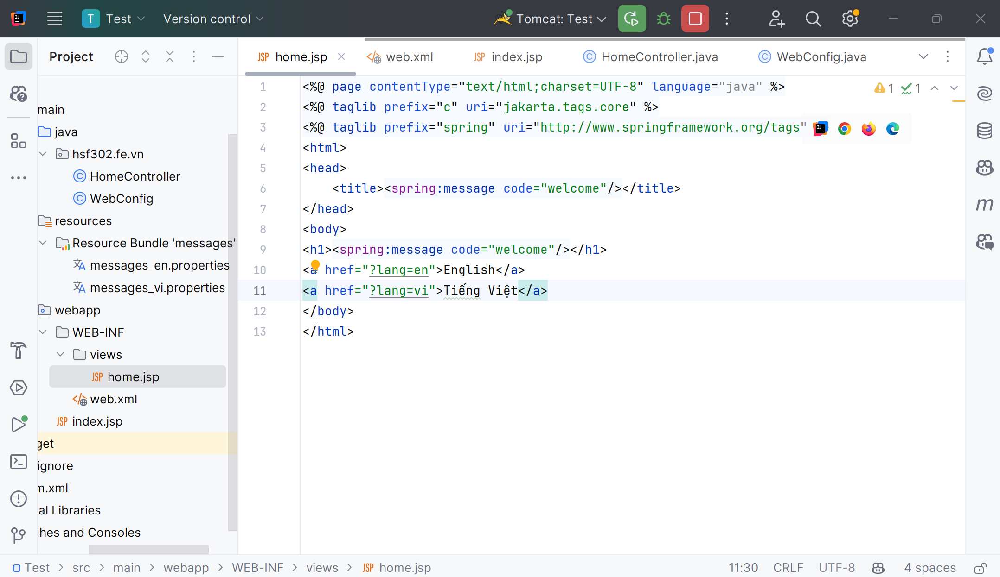 T Test Version control Tomcat: Test
Project
home.jsp web.xml index.jsp HomeController.java WebConfig.java
main
java
hsf302.fe.vn
HomeController
WebConfig
resources
Resource Bundle 'messages'
messages_en.properties
messages_vi.properties
webapp
WEB-INF
views
JSP home.jsp
web.xml
JSP index.jsp
get
ignore
m.xml
al Libraries
ches and Consoles
1 <%@ page contentType="text/html;charset=UTF-8" language="java" %>
2 <%@ taglib prefix="c" uri="jakarta.tags.core" %>
3 <%@ taglib prefix="spring" uri="http://www.springframework.org/tags"
4 <html>
5 <head>
6 <title><spring:message code="welcome"/></title>
7 </head>
8 <body>
9 <h1><spring:message code="welcome"/></h1>
10 <a href="?lang=en">English</a>
11 <a href="?lang=vi">Tiếng Việt</a>
12 </body>
13 </html>
1 1
Test > src > main > webapp > WEB-INF > views > JSP home.jsp
11:30 CRLF UTF-8 4 spaces